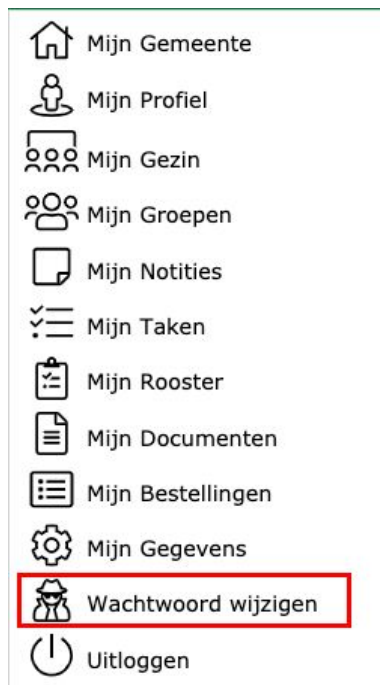 Mijn Gemeente
Mijn Profiel
Mijn Gezin
Mijn Groepen
Mijn Notities
Mijn Taken
Mijn Rooster
Mijn Documenten
Mijn Bestellingen
Mijn Gegevens
Wachtwoord wijzigen
Uitloggen